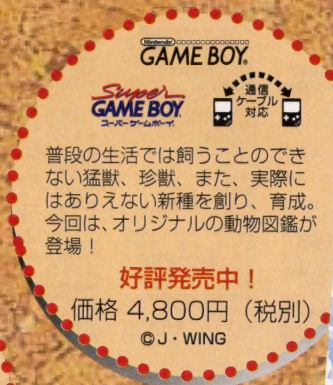 Nintendo
GAME BOY®
Super
GAME BOY
スーパーゲームボーイ
通信
ケーブル
対応
普段の生活では飼うことのでき
ない猛獣、珍獣、また、実際に
はありえない新種を創り、育成。
今回は、オリジナルの動物図鑑が
登場！
好評発売中！
価格 4,800円（税別）
©J・WING